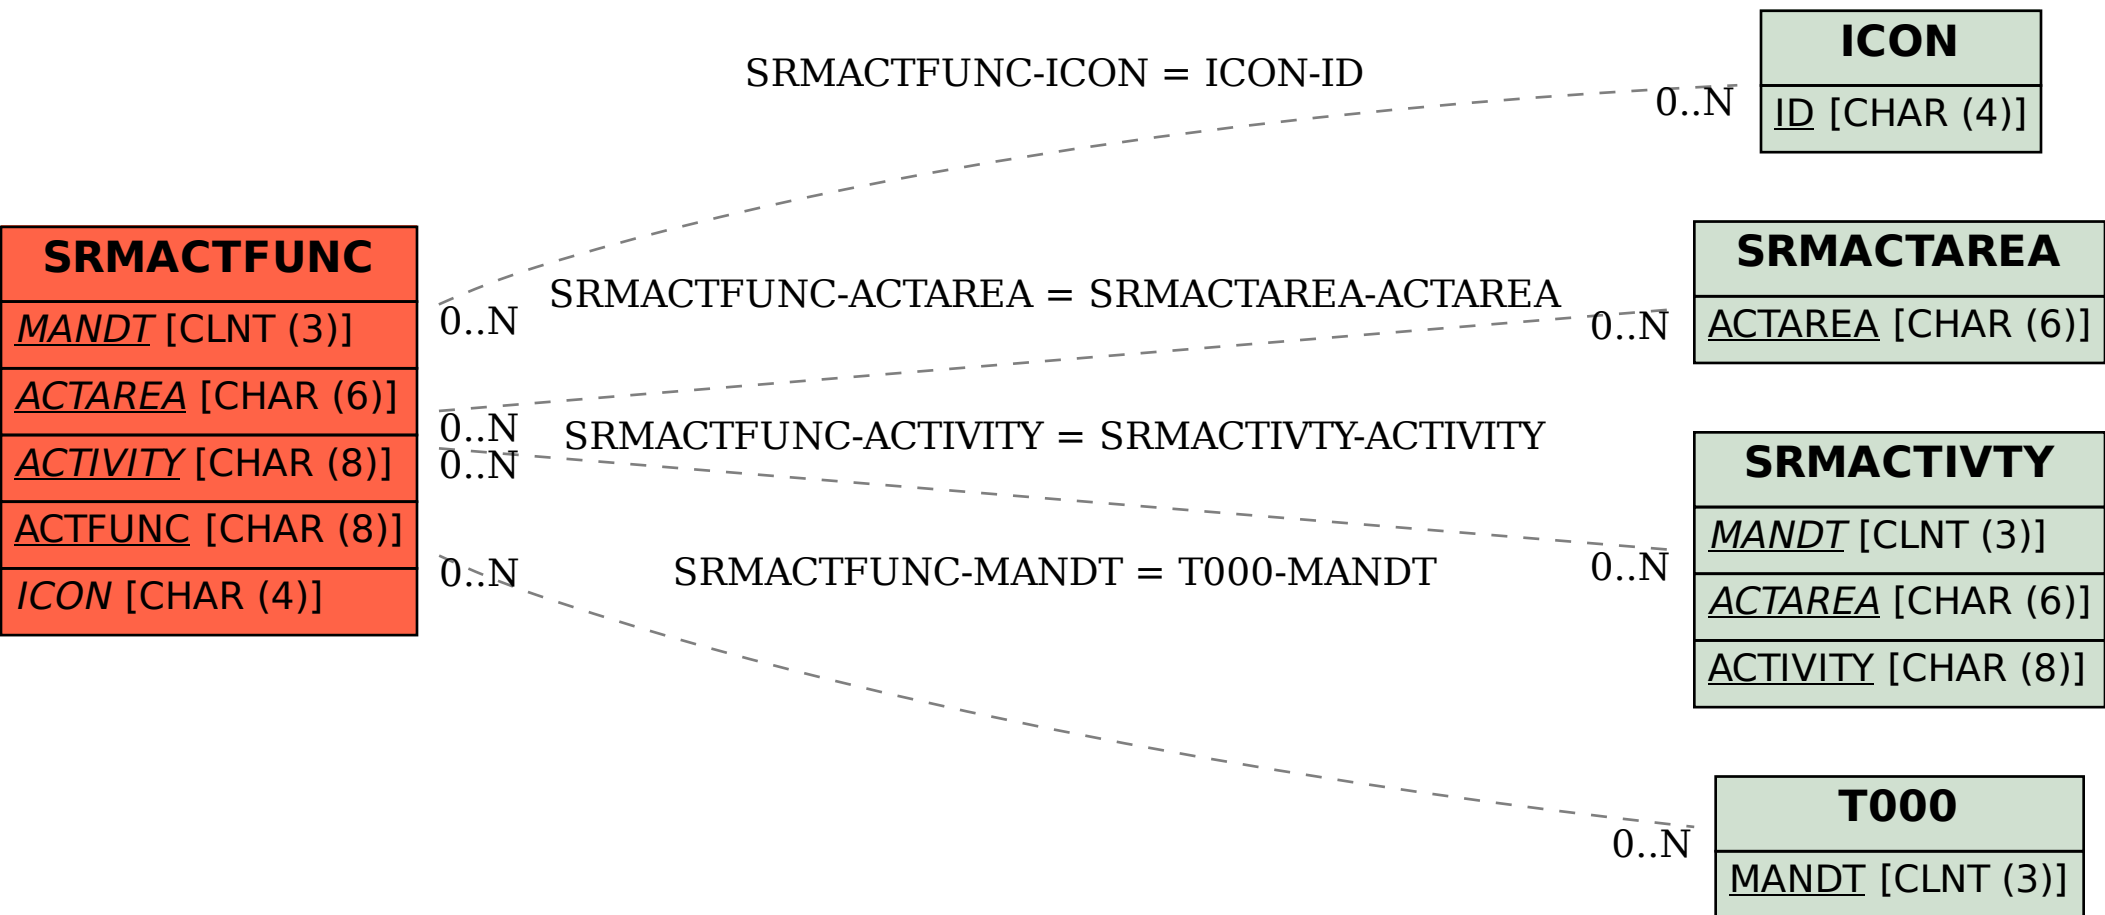 SRMACTFUNC
MANDT [CLNT (3)]
ACTAREA [CHAR (6)]
ACTIVITY [CHAR (8)]
ACTFUNC [CHAR (8)]
ICON [CHAR (4)]
SRMACTFUNC-ICON = ICON-ID
0..N
0..N
SRMACTFUNC-ACTAREA = SRMACTAREA-ACTAREA
0..N
0..N
SRMACTFUNC-ACTIVITY = SRMACTIVTY-ACTIVITY
0..N
0..N
SRMACTFUNC-MANDT = T000-MANDT
0..N
0..N
ICON
ID [CHAR (4)]
SRMACTAREA
ACTAREA [CHAR (6)]
SRMACTIVTY
MANDT [CLNT (3)]
ACTAREA [CHAR (6)]
ACTIVITY [CHAR (8)]
T000
MANDT [CLNT (3)]